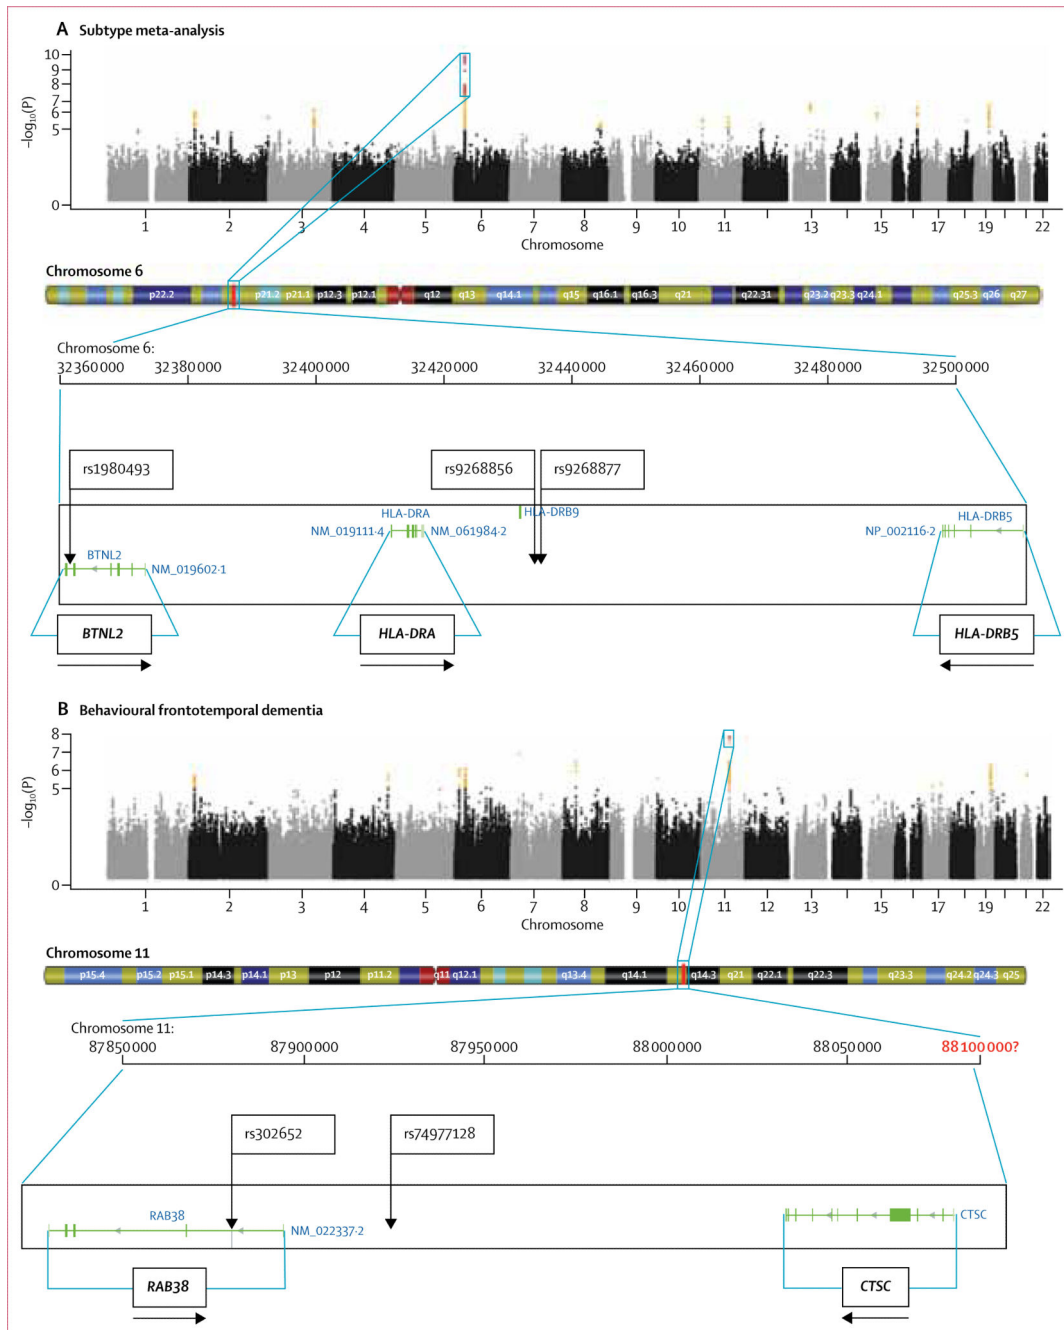 A Subtype meta-analysis
10
9
8
7
6
5
0
–log₁₀(P)
1 2 3 4 5 6 7 8 9 10 11 12 13 15 17 19 22
Chromosome
Chromosome 6
p22.2 p21.2 p21.1 p12.3 p12.1 q12 q13 q14.1 q15 q16.1 q16.3 q21 q22.31 q23.2 q23.3 q24.1 q25.3 q26 q27
Chromosome 6:
32360000 32380000 32400000 32420000 32440000 32460000 32480000 32500000
rs1980493 rs9268856 rs9268877
HLA-DRA HLA-DRB9 HLA-DRB5
NM_019111·4 NM_061984·2 NP_002116·2
BTNL2
NM_019602·1
BTNL2 HLA-DRA HLA-DRB5
B Behavioural frontotemporal dementia
8
7
6
5
0
–log₁₀(P)
1 2 3 4 5 6 7 8 9 10 11 12 13 15 17 19 22
Chromosome
Chromosome 11
p15.4 p15.2 p15.1 p14.3 p14.1 p13 p12 p11.2 q11 q12.1 q13.4 q14.1 q14.3 q21 q22.1 q22.3 q23.3 q24.2 q24.3 q25
Chromosome 11:
87850000 87900000 87950000 88000000 88050000 88100000?
rs302652 rs74977128
RAB38 NM_022337·2 CTSC
RAB38 CTSC